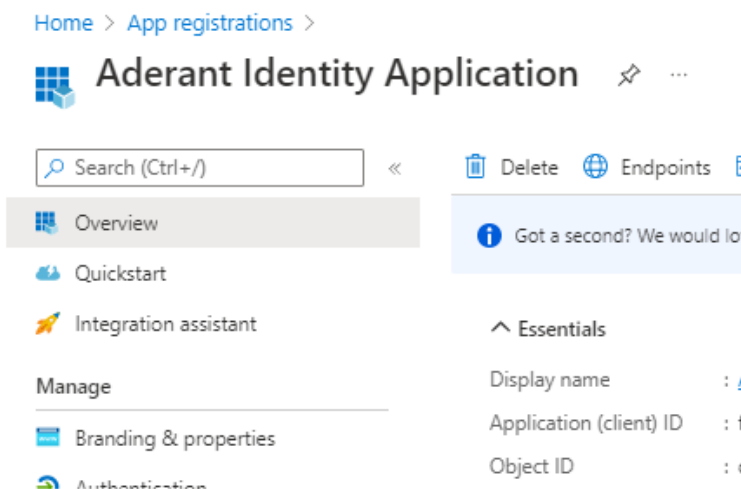 Home > App registrations >
Aderant Identity Application
Search (Ctrl+/)
«
Delete
Endpoints
Overview
Got a second? We would lo
Quickstart
Integration assistant
Essentials
Manage
Display name :
Application (client) ID :
Branding & properties
Object ID :
Authentication